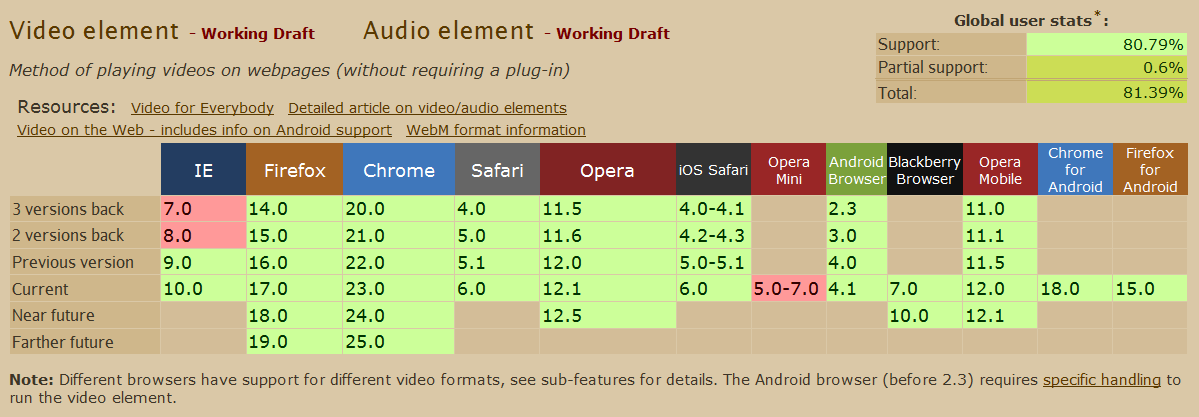 Video element - Working Draft Audio element - Working Draft
Global user stats*:
Support: 80.79%
Partial support: 0.6%
Total: 81.39%
Method of playing videos on webpages (without requiring a plug-in)
Resources: Video for Everybody Detailed article on video/audio elements
Video on the Web - includes info on Android support WebM format information
IE Firefox Chrome Safari Opera iOS Safari Opera Mini Android Browser Blackberry Browser Opera Mobile Chrome for Android Firefox for Android
3 versions back 7.0 14.0 20.0 4.0 11.5 4.0-4.1 2.3 11.0
2 versions back 8.0 15.0 21.0 5.0 11.6 4.2-4.3 3.0 11.1
Previous version 9.0 16.0 22.0 5.1 12.0 5.0-5.1 4.0 11.5
Current 10.0 17.0 23.0 6.0 12.1 6.0 5.0-7.0 4.1 7.0 12.0 18.0 15.0
Near future 18.0 24.0 12.5 10.0 12.1
Farther future 19.0 25.0
Note: Different browsers have support for different video formats, see sub-features for details. The Android browser (before 2.3) requires specific handling to
run the video element.